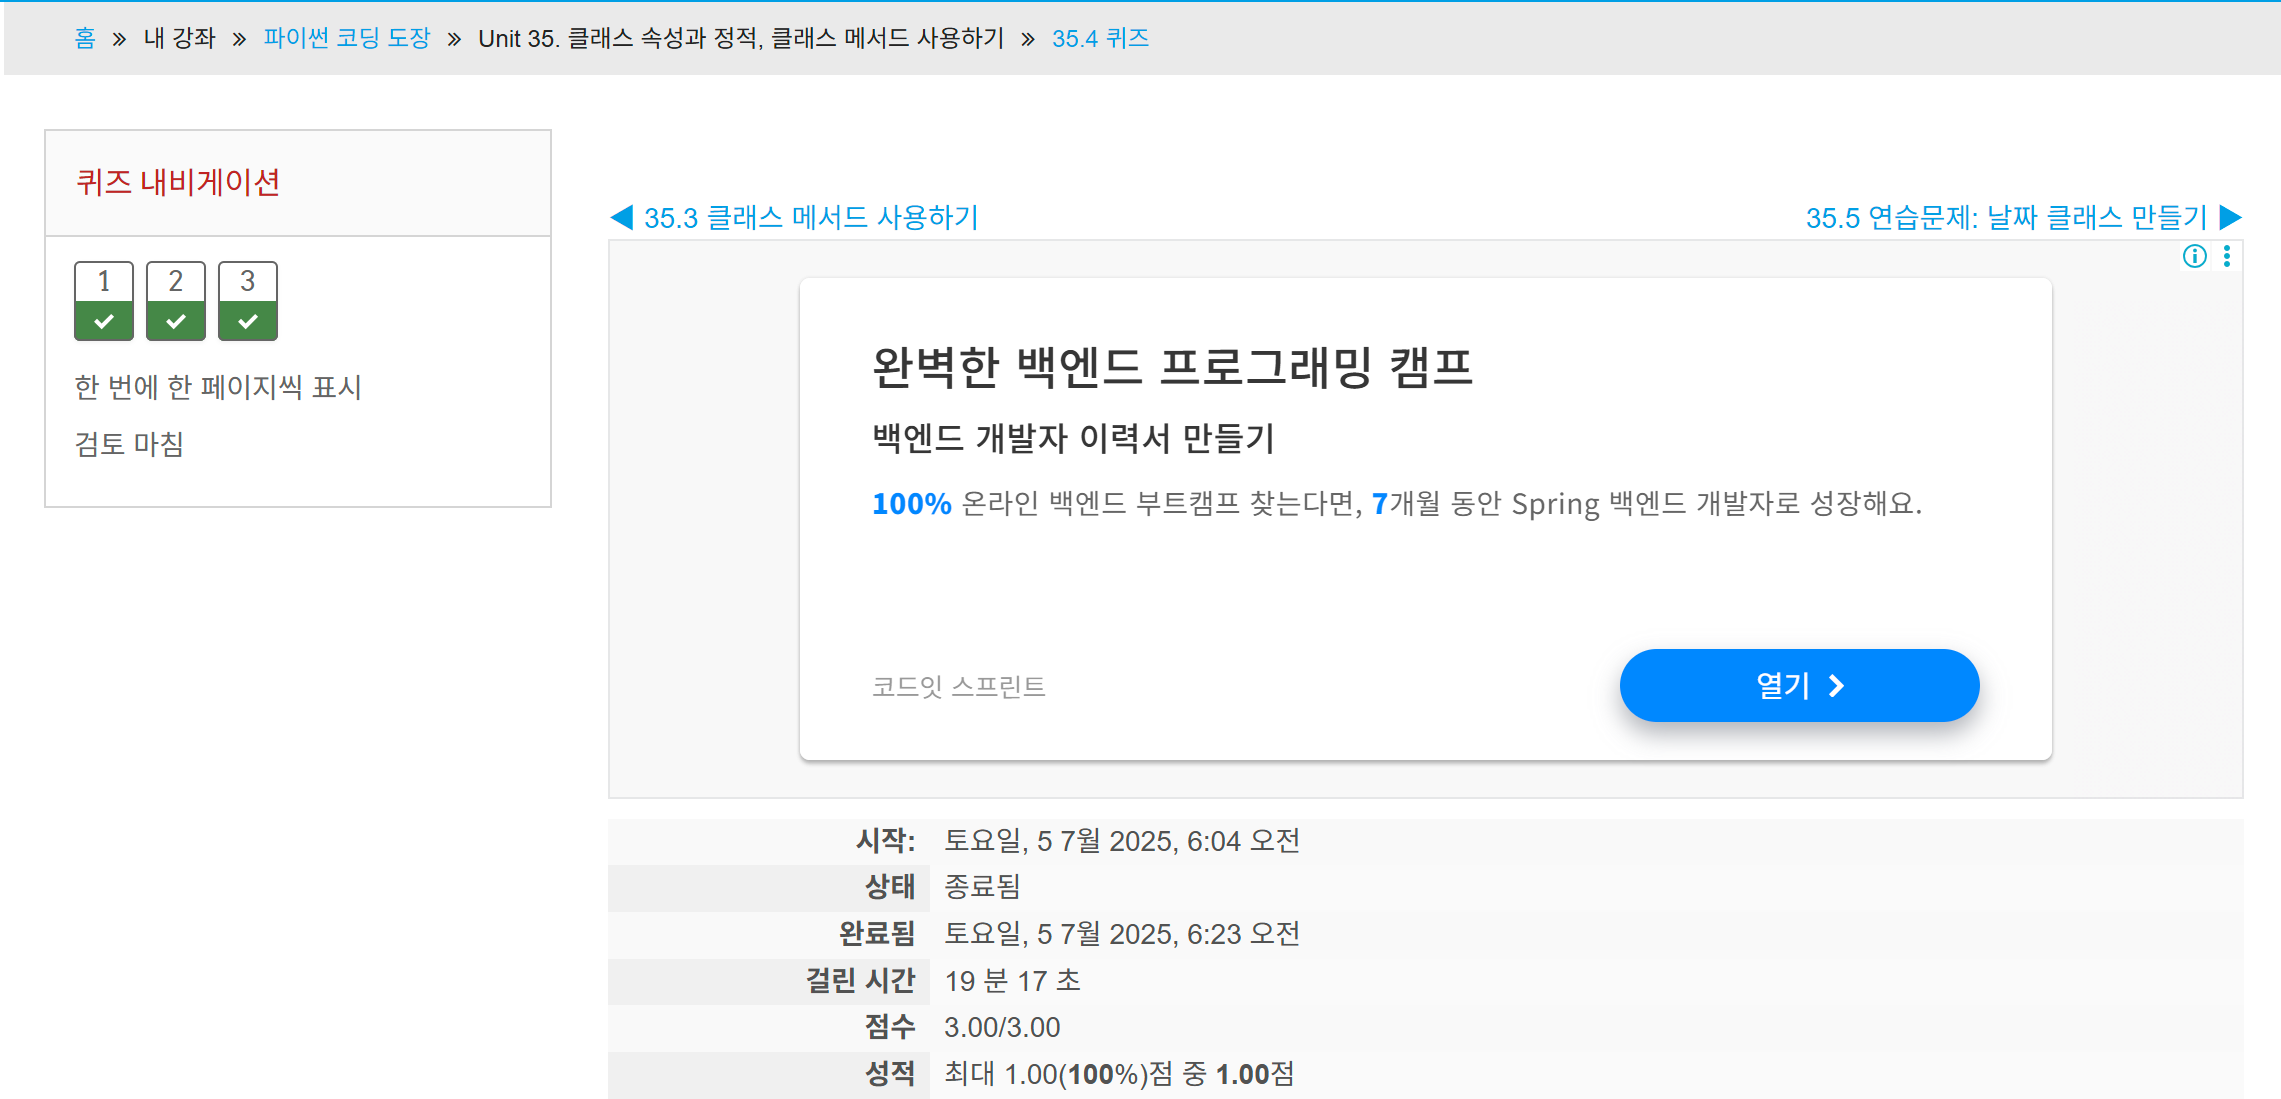 홈 » 내 강좌 » 파이썬 코딩 도장 » Unit 35. 클래스 속성과 정적, 클래스 메서드 사용하기 » 35.4 퀴즈
퀴즈 내비게이션
1 2 3
한 번에 한 페이지씩 표시
검토 마침
◀ 35.3 클래스 메서드 사용하기
35.5 연습문제: 날짜 클래스 만들기 ▶
완벽한 백엔드 프로그래밍 캠프
백엔드 개발자 이력서 만들기
100% 온라인 백엔드 부트캠프 찾는다면, 7개월 동안 Spring 백엔드 개발자로 성장해요.
코드잇 스프린트
열기
시작: 토요일, 5 7월 2025, 6:04 오전
상태 종료됨
완료됨 토요일, 5 7월 2025, 6:23 오전
걸린 시간 19 분 17 초
점수 3.00/3.00
성적 최대 1.00(100%)점 중 1.00점